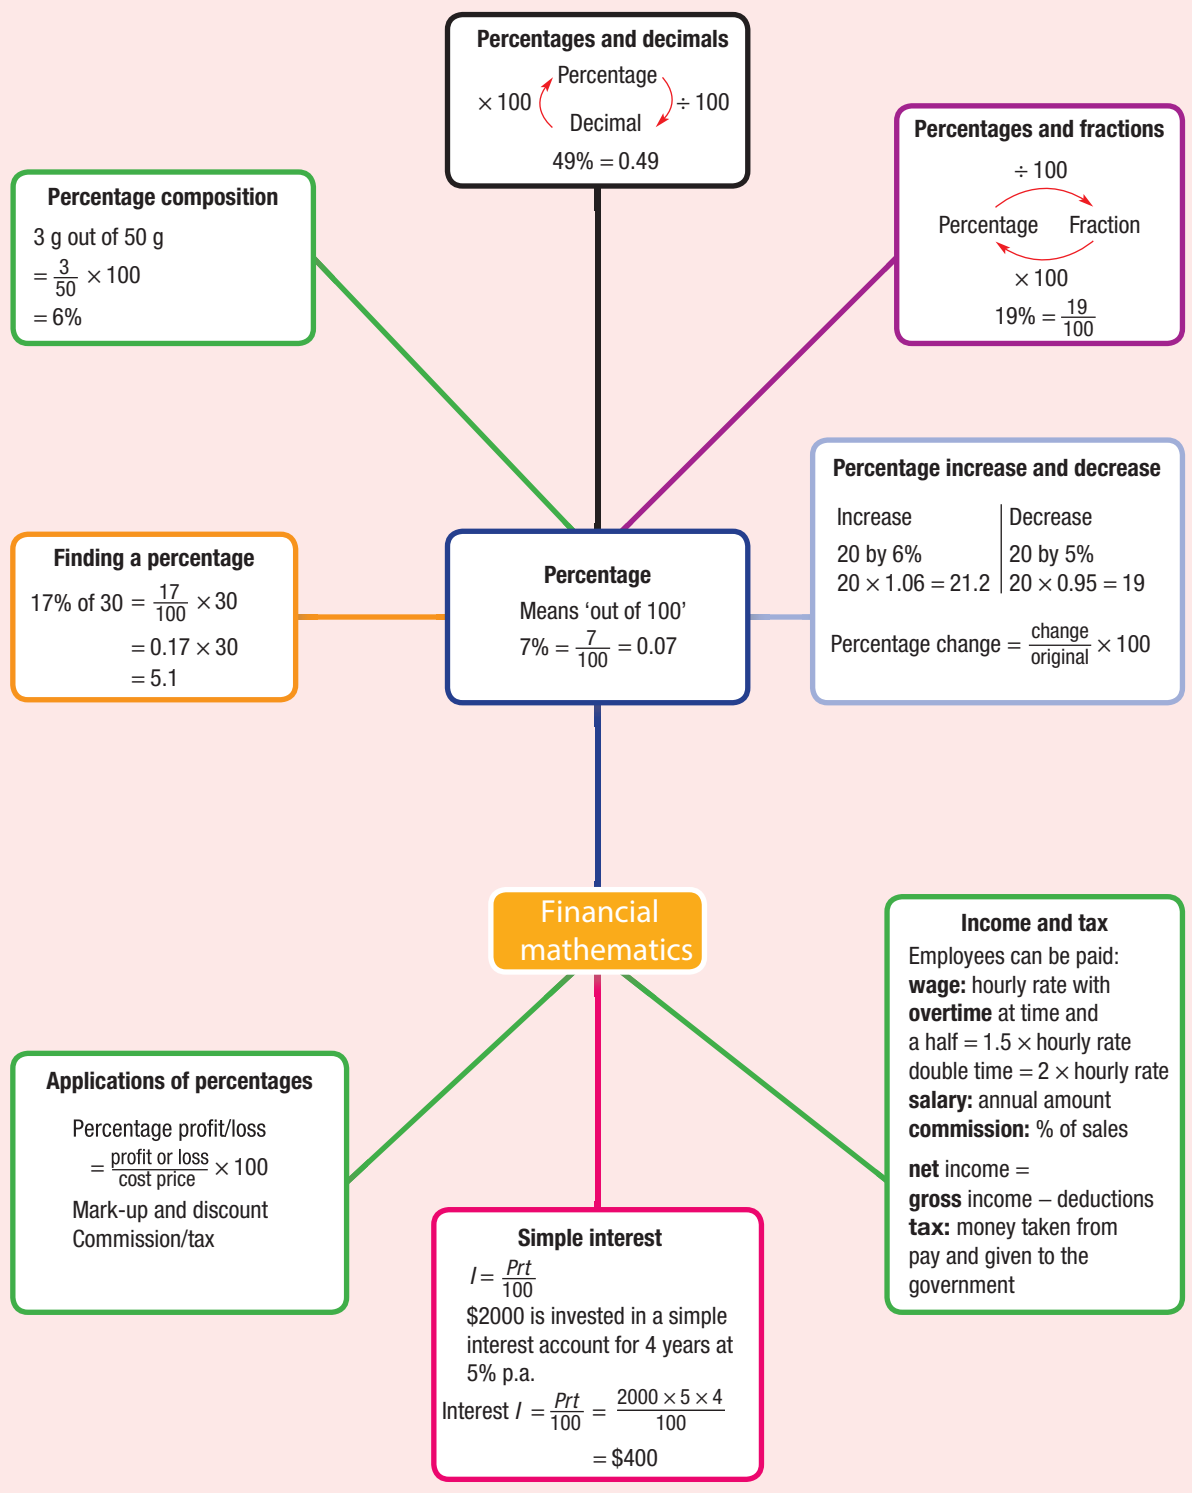 Percentages and decimals
Percentage
× 100
÷ 100
Decimal
49% = 0.49
Percentages and fractions
÷ 100
Percentage Fraction
× 100
19% = 19/100
Percentage composition
3 g out of 50 g
= 3/50 × 100
= 6%
Percentage increase and decrease
Increase
20 by 6%
20 × 1.06 = 21.2
Decrease
20 by 5%
20 × 0.95 = 19
Percentage change = change/original × 100
Finding a percentage
17% of 30 = 17/100 × 30
= 0.17 × 30
= 5.1
Percentage
Means ‘out of 100’
7% = 7/100 = 0.07
Financial
mathematics
Income and tax
Employees can be paid:
wage: hourly rate with
overtime at time and
a half = 1.5 × hourly rate
double time = 2 × hourly rate
salary: annual amount
commission: % of sales
net income =
gross income – deductions
tax: money taken from
pay and given to the
government
Applications of percentages
Percentage profit/loss
= profit or loss/cost price × 100
Mark-up and discount
Commission/tax
Simple interest
I = Prt/100
$2000 is invested in a simple
interest account for 4 years at
5% p.a.
Interest I = Prt/100 = 2000 × 5 × 4/100
= $400